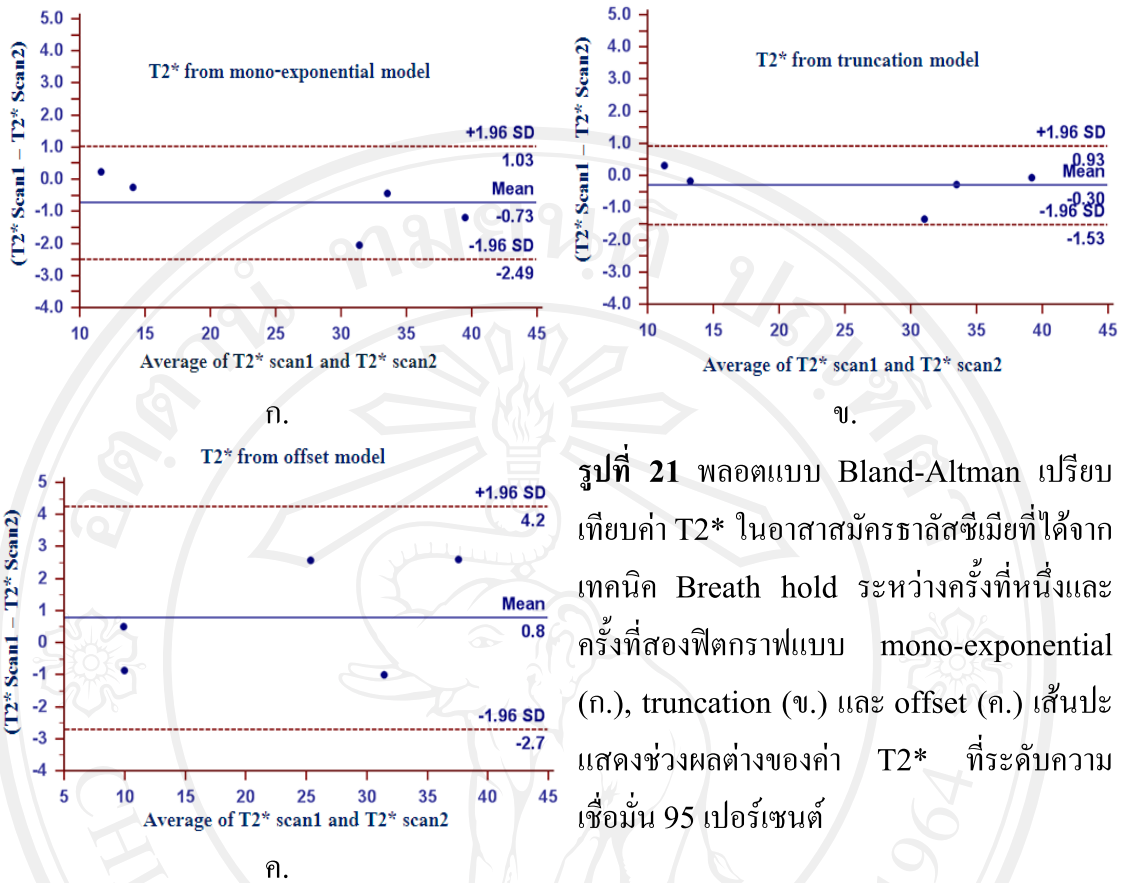 T2* from mono-exponential model
(T2* Scan1 – T2* Scan2)
5.0
4.0
3.0
2.0
1.0
0.0
-1.0
-2.0
-3.0
-4.0
+1.96 SD
1.03
Mean
-0.73
-1.96 SD
-2.49
10 15 20 25 30 35 40 45
Average of T2* scan1 and T2* scan2
ก.
T2* from truncation model
(T2* Scan1 – T2* Scan2)
5.0
4.0
3.0
2.0
1.0
0.0
-1.0
-2.0
-3.0
-4.0
+1.96 SD
0.93
Mean
-0.30
-1.96 SD
-1.53
10 15 20 25 30 35 40 45
Average of T2* scan1 and T2* scan2
ข.
T2* from offset model
(T2* Scan1 – T2* Scan2)
5
4
3
2
1
0
-1
-2
-3
-4
+1.96 SD
4.2
Mean
0.8
-1.96 SD
-2.7
5 10 15 20 25 30 35 40 45
Average of T2* scan1 and T2* scan2
ค.
รูปที่ 21 พลอตแบบ Bland-Altman เปรียบ
เทียบค่า T2* ในอาสาสมัครธาลัสซีเมียที่ได้จาก
เทคนิค Breath hold ระหว่างครั้งที่หนึ่งและ
ครั้งที่สองฟิตกราฟแบบ mono-exponential
(ก.), truncation (ข.) และ offset (ค.) เส้นปะ
แสดงช่วงผลต่างของค่า T2* ที่ระดับความ
เชื่อมั่น 95 เปอร์เซนต์